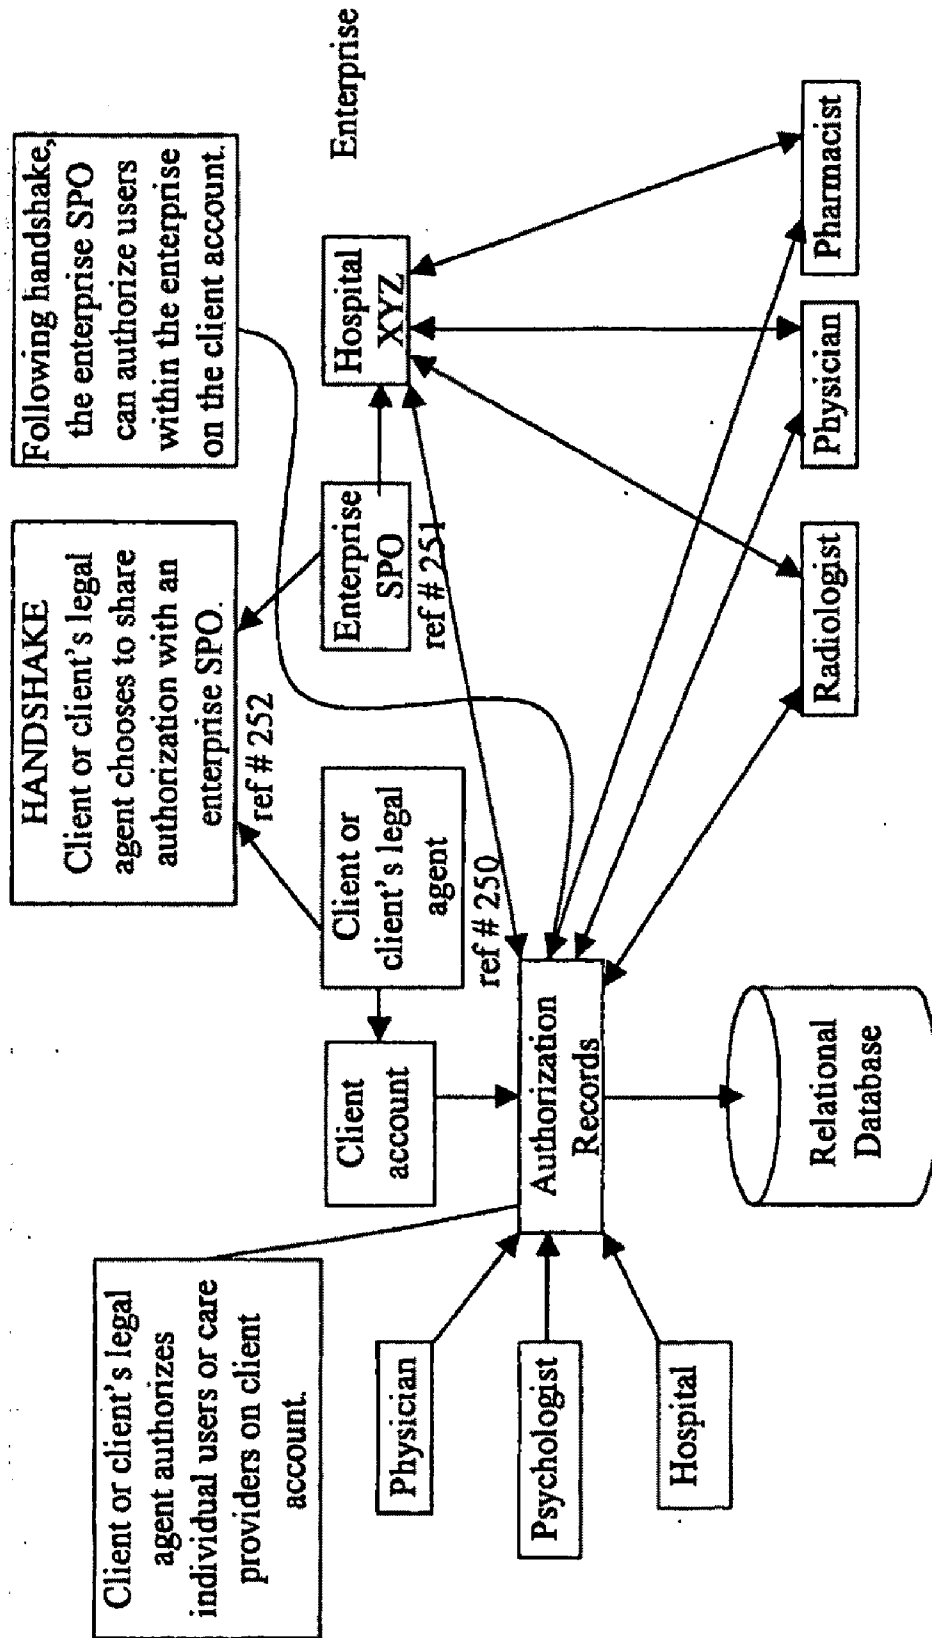 Client or client's legal
agent authorizes
individual users or care
providers on client
account.
HANDSHAKE
Client or client's legal
agent chooses to share
authorization with an
enterprise SPO.
ref # 252
Following handshake,
the enterprise SPO
can authorize users
within the enterprise
on the client account.
Client
account
Client or
client's legal
agent
ref # 250
Enterprise
SPO
ref # 251
Hospital
XYZ
Enterprise
Physician
Psychologist
Hospital
Authorization
Records
Relational
Database
Radiologist
Physician
Pharmacist